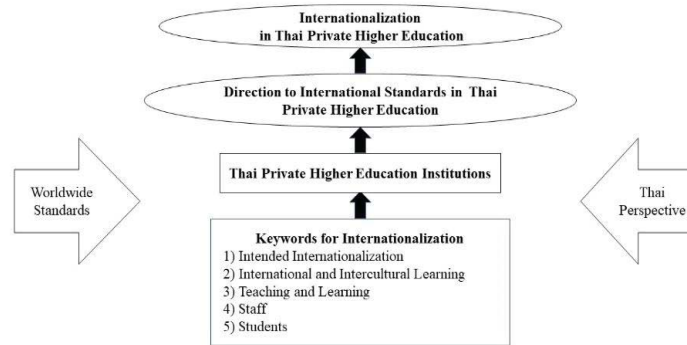 Internationalization
in Thai Private Higher Education
Direction to International Standards in Thai
Private Higher Education
Worldwide
Standards
Thai Private Higher Education Institutions
Thai
Perspective
Keywords for Internationalization
1) Intended Internationalization
2) International and Intercultural Learning
3) Teaching and Learning
4) Staff
5) Students